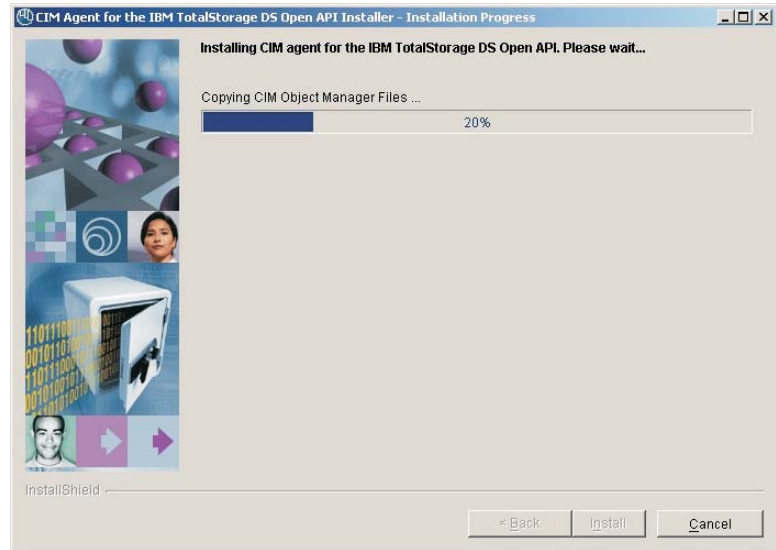 CIM Agent for the IBM TotalStorage DS Open API Installer - Installation Progress
Installing CIM agent for the IBM TotalStorage DS Open API. Please wait...
Copying CIM Object Manager Files ...
20%
InstallShield
< Back
Install
Cancel